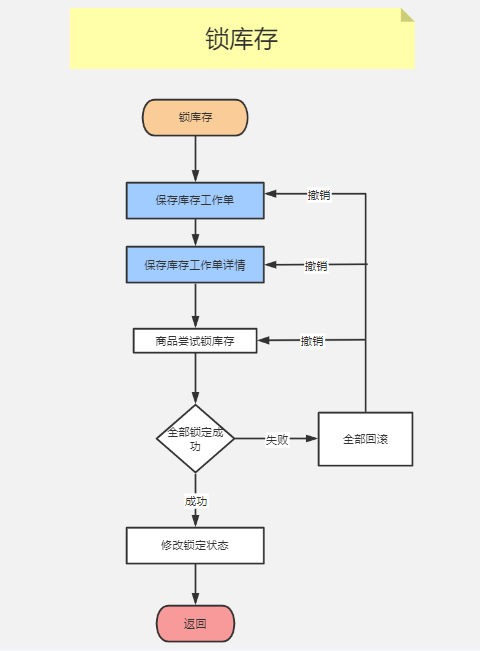 锁库存
锁库存
保存库存工作单
撤销
保存库存工作单详情
撤销
商品尝试锁库存
撤销
全部锁定成
功
失败
全部回滚
成功
修改锁定状态
返回